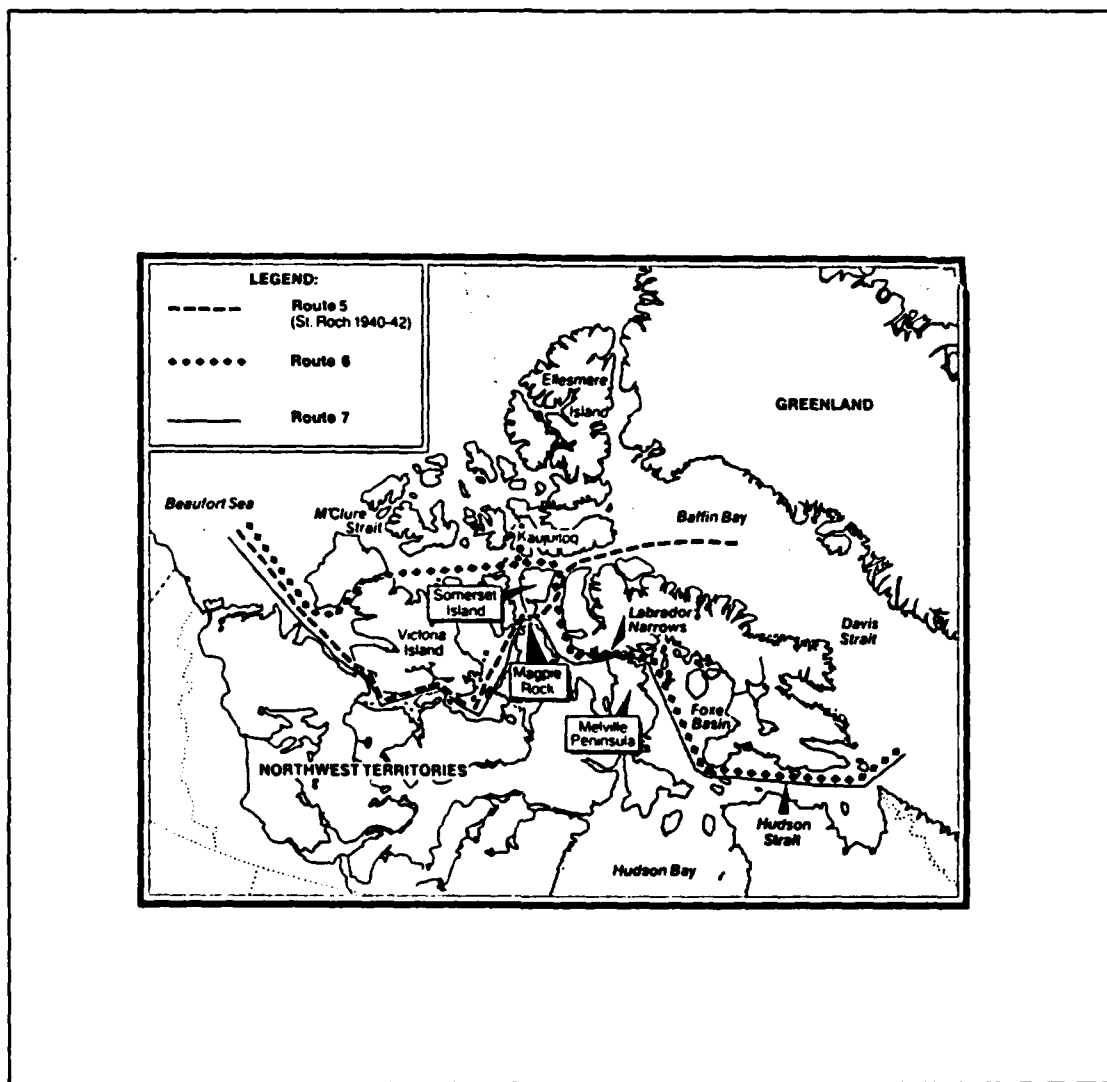 LEGEND:
Route 5
(St. Roch 1940-42)
Route 6
Route 7
Ellesmere
Island
GREENLAND
Beaufort Sea
M'Clure
Strait
Baffin Bay
Somerset
Island
Labrador
Narrows
Victoria
Island
Davis
Strait
Magpie
Rock
Foxe
Basin
Melville
Peninsula
NORTHWEST TERRITORIES
Hudson
Strait
Hudson Bay